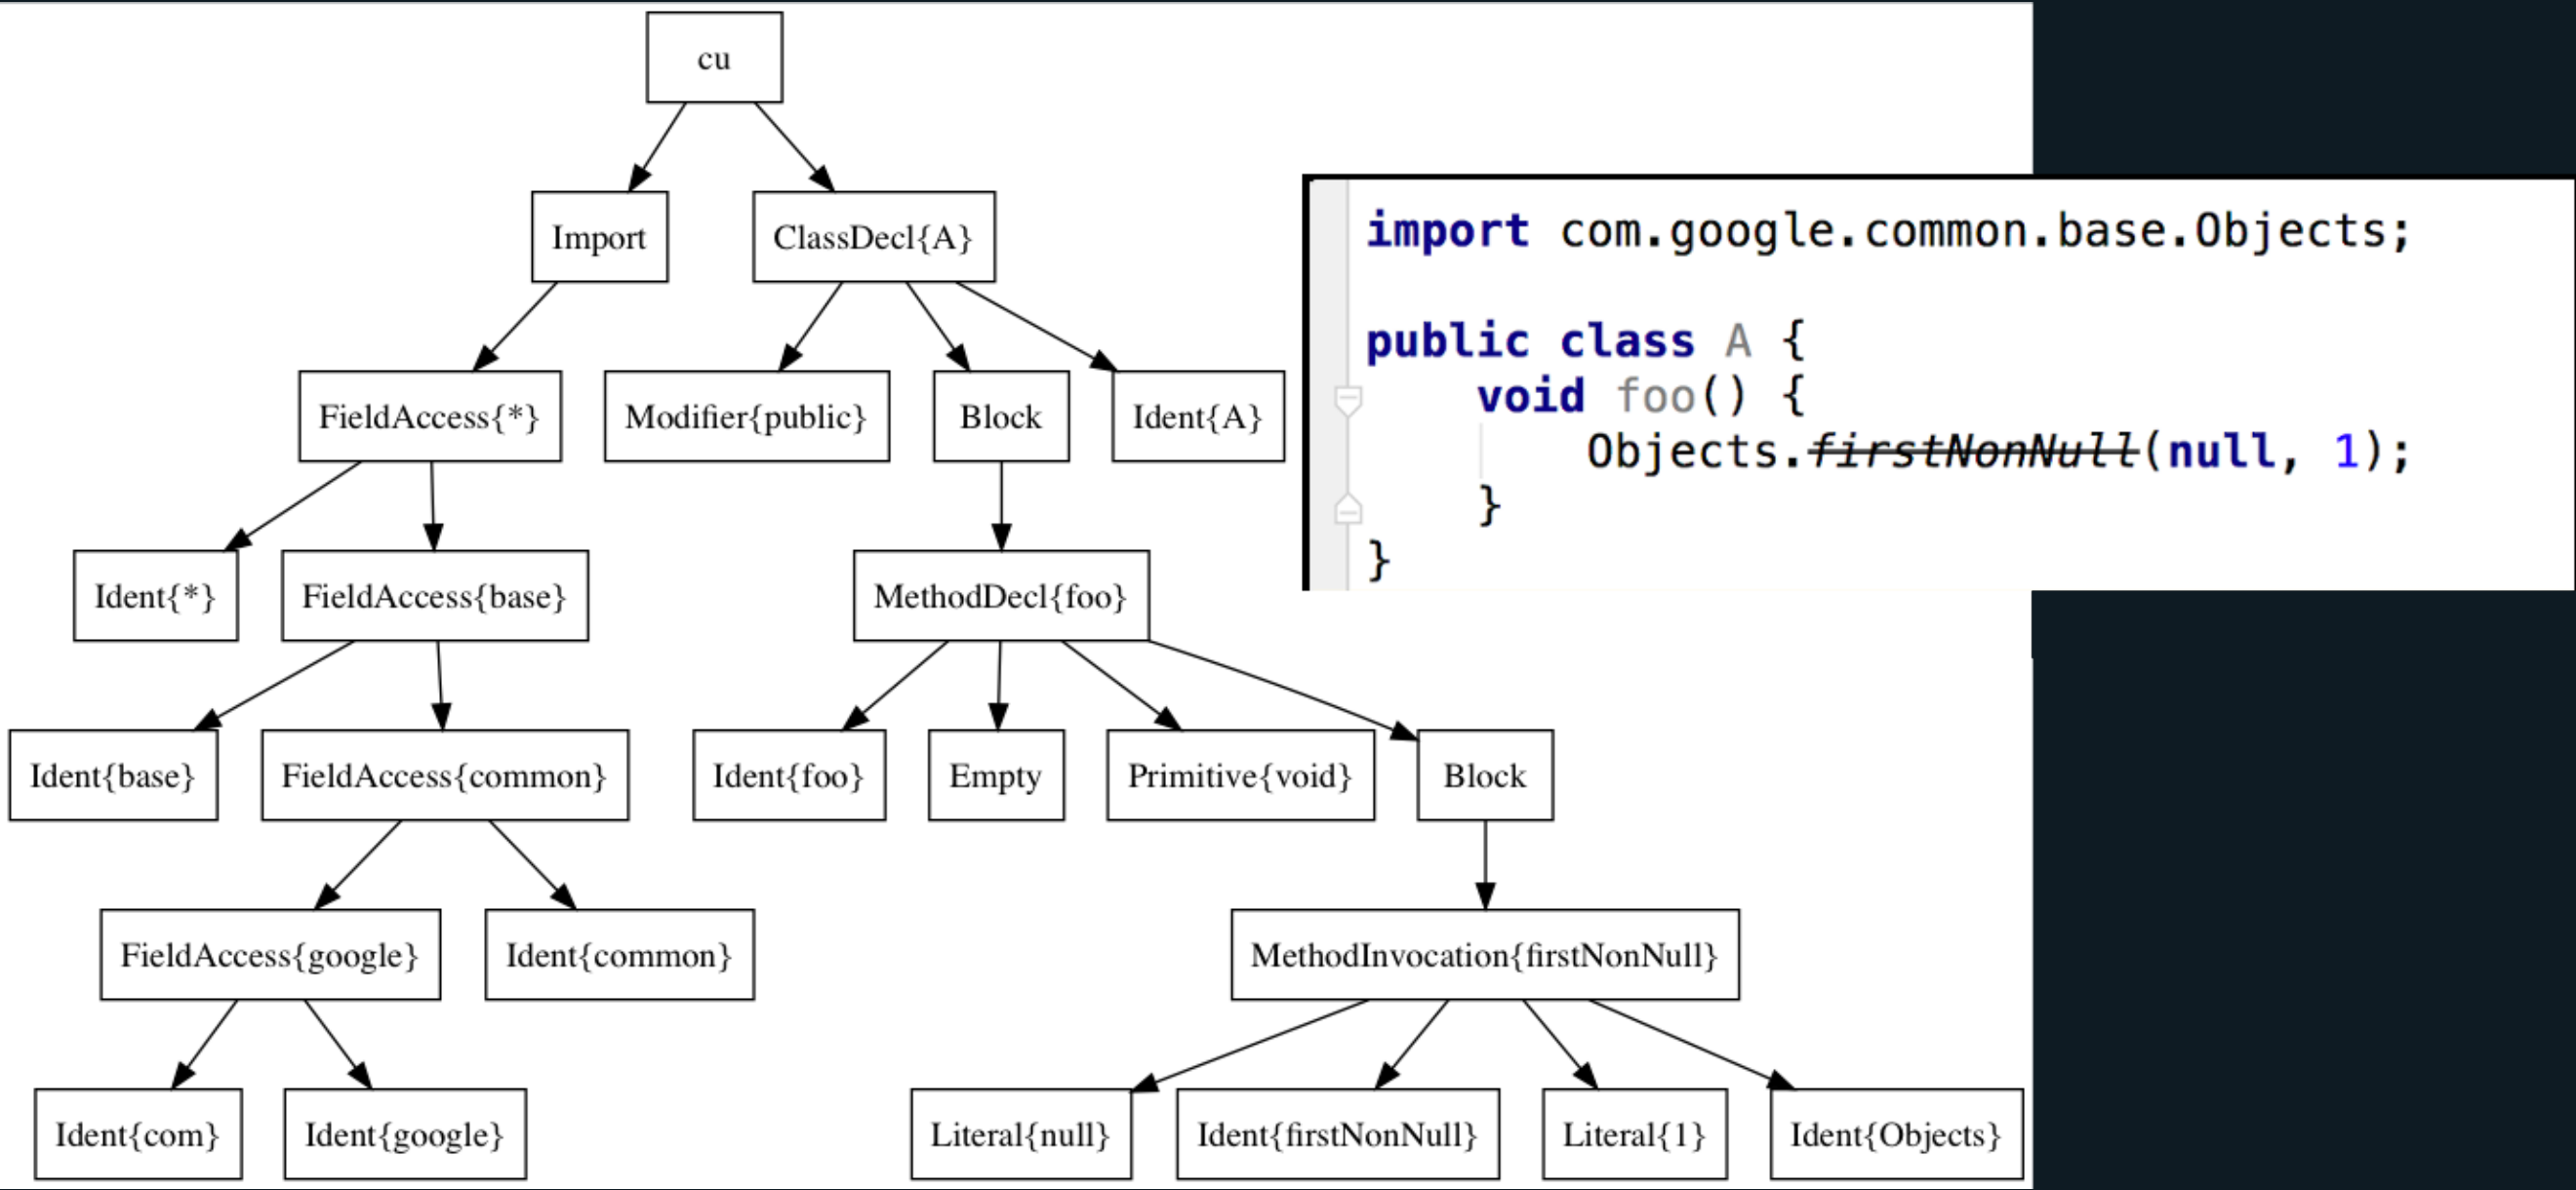 cu
Import
ClassDecl{A}
import com.google.common.base.Objects;
public class A {
void foo() {
Objects.firstNonNull(null, 1);
}
}
FieldAccess{*}
Modifier{public}
Block
Ident{A}
Ident{*}
FieldAccess{base}
MethodDecl{foo}
Ident{base}
FieldAccess{common}
Ident{foo}
Empty
Primitive{void}
Block
FieldAccess{google}
Ident{common}
MethodInvocation{firstNonNull}
Ident{com}
Ident{google}
Literal{null}
Ident{firstNonNull}
Literal{1}
Ident{Objects}